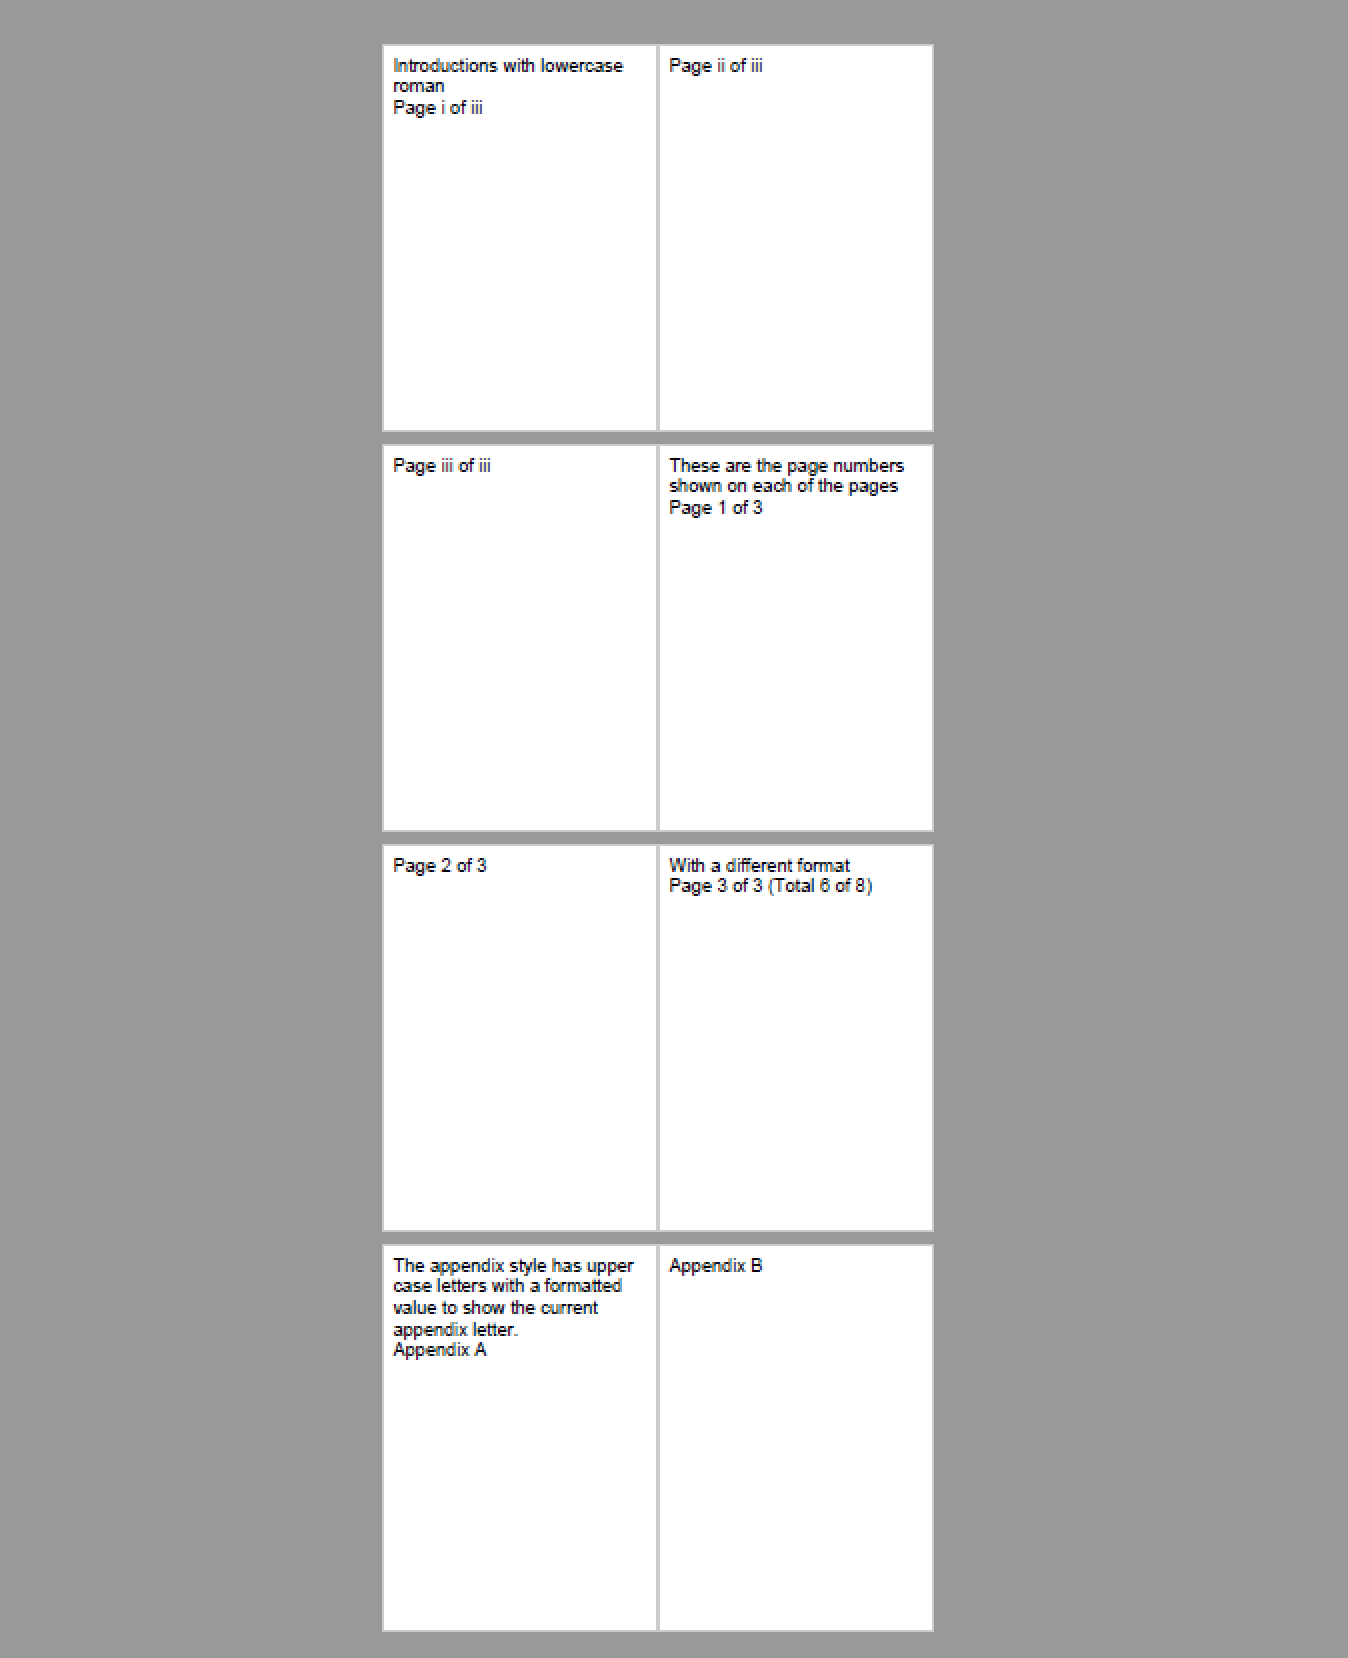 Introductions with lowercase
roman
Page i of iii
Page ii of iii
Page iii of iii
These are the page numbers
shown on each of the pages
Page 1 of 3
Page 2 of 3
With a different format
Page 3 of 3 (Total 6 of 8)
The appendix style has upper
case letters with a formatted
value to show the current
appendix letter.
Appendix A
Appendix B